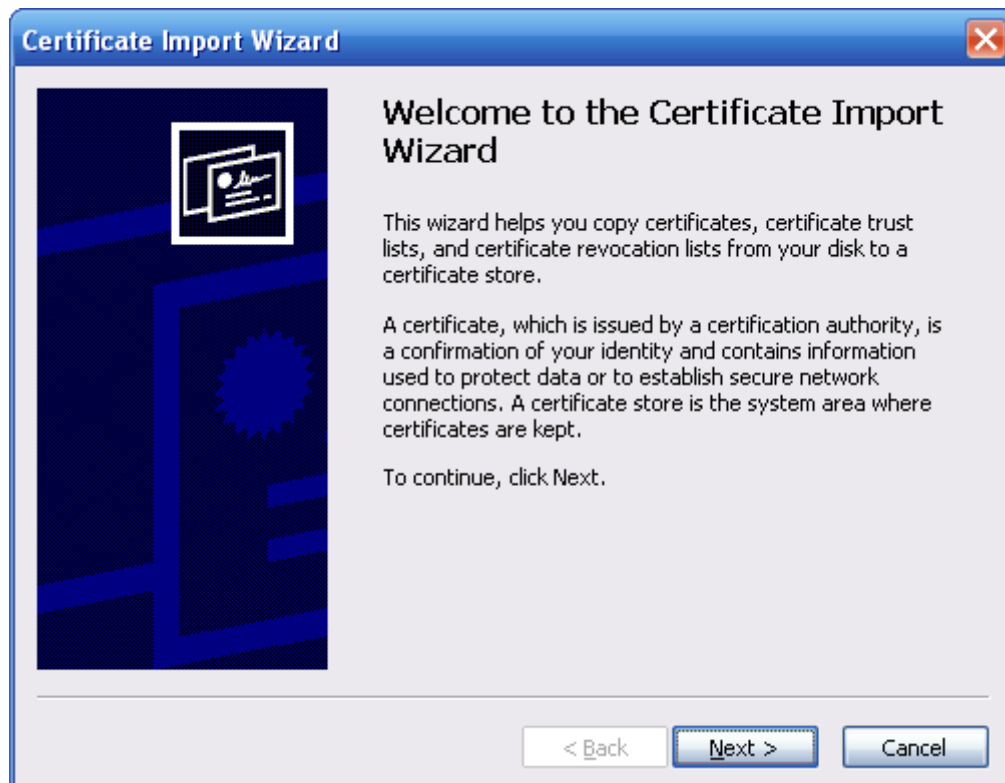 Certificate Import Wizard
Welcome to the Certificate Import
Wizard
This wizard helps you copy certificates, certificate trust
lists, and certificate revocation lists from your disk to a
certificate store.
A certificate, which is issued by a certification authority, is
a confirmation of your identity and contains information
used to protect data or to establish secure network
connections. A certificate store is the system area where
certificates are kept.
To continue, click Next.
< Back Next > Cancel